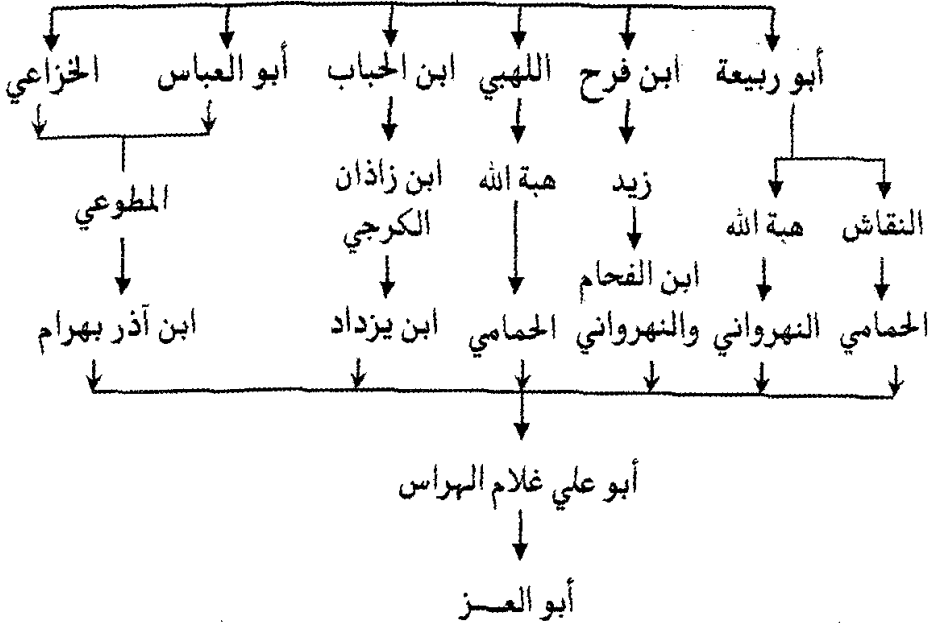 أبو ربيعة ابن فرح اللهبي ابن الحباب أبو العباس الخزاعي
زيد هبة الله ابن زاذان المطوعي
النقاش هبة الله الكرجي
ابن الفحام
الحمامي النهرواني والنهرواني الحمامي ابن يزداد ابن آذر بهرام
أبو علي غلام الهراس
أبو العـــز